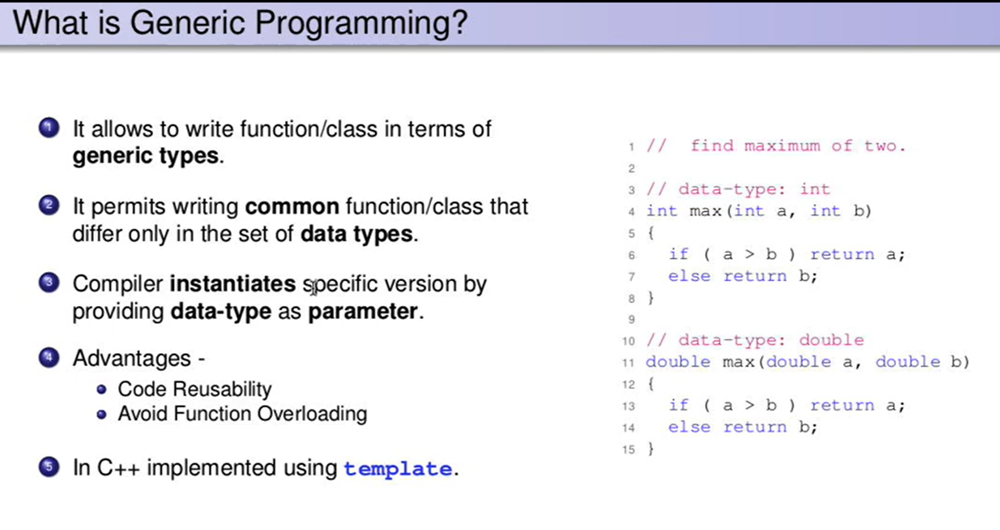 What is Generic Programming?
1 It allows to write function/class in terms of
generic types.
2 It permits writing common function/class that
differ only in the set of data types.
3 Compiler instantiates specific version by
providing data-type as parameter.
4 Advantages -
Code Reusability
Avoid Function Overloading
5 In C++ implemented using template.
1 //  find maximum of two.
2
3 // data-type: int
4 int max(int a, int b)
5 {
6   if ( a > b ) return a;
7   else return b;
8 }
9
10 // data-type: double
11 double max(double a, double b)
12 {
13   if ( a > b ) return a;
14   else return b;
15 }